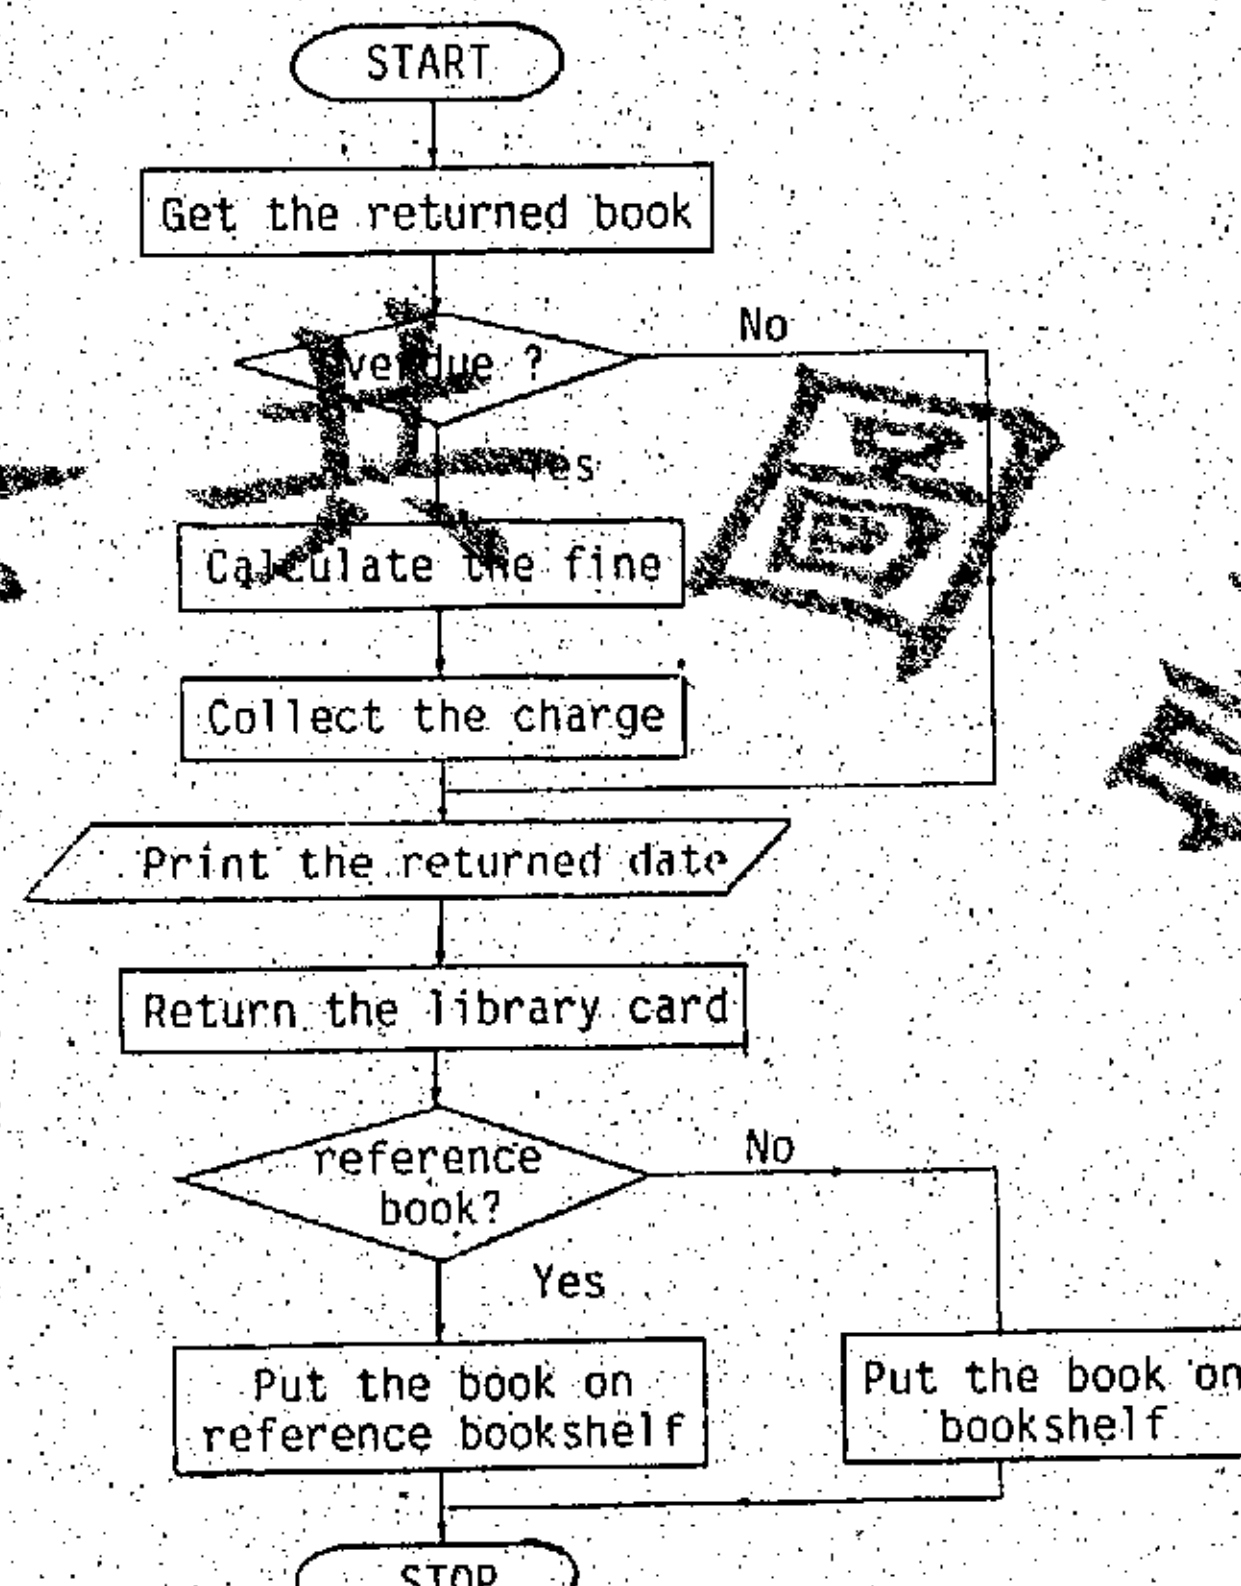 START
Get the returned book
?
No
Calculate the fine
Collect the charge
Print the returned date
Return the library card
reference
book?
No
Yes
Put the book on
reference bookshelf
Put the book on
bookshelf
STOP